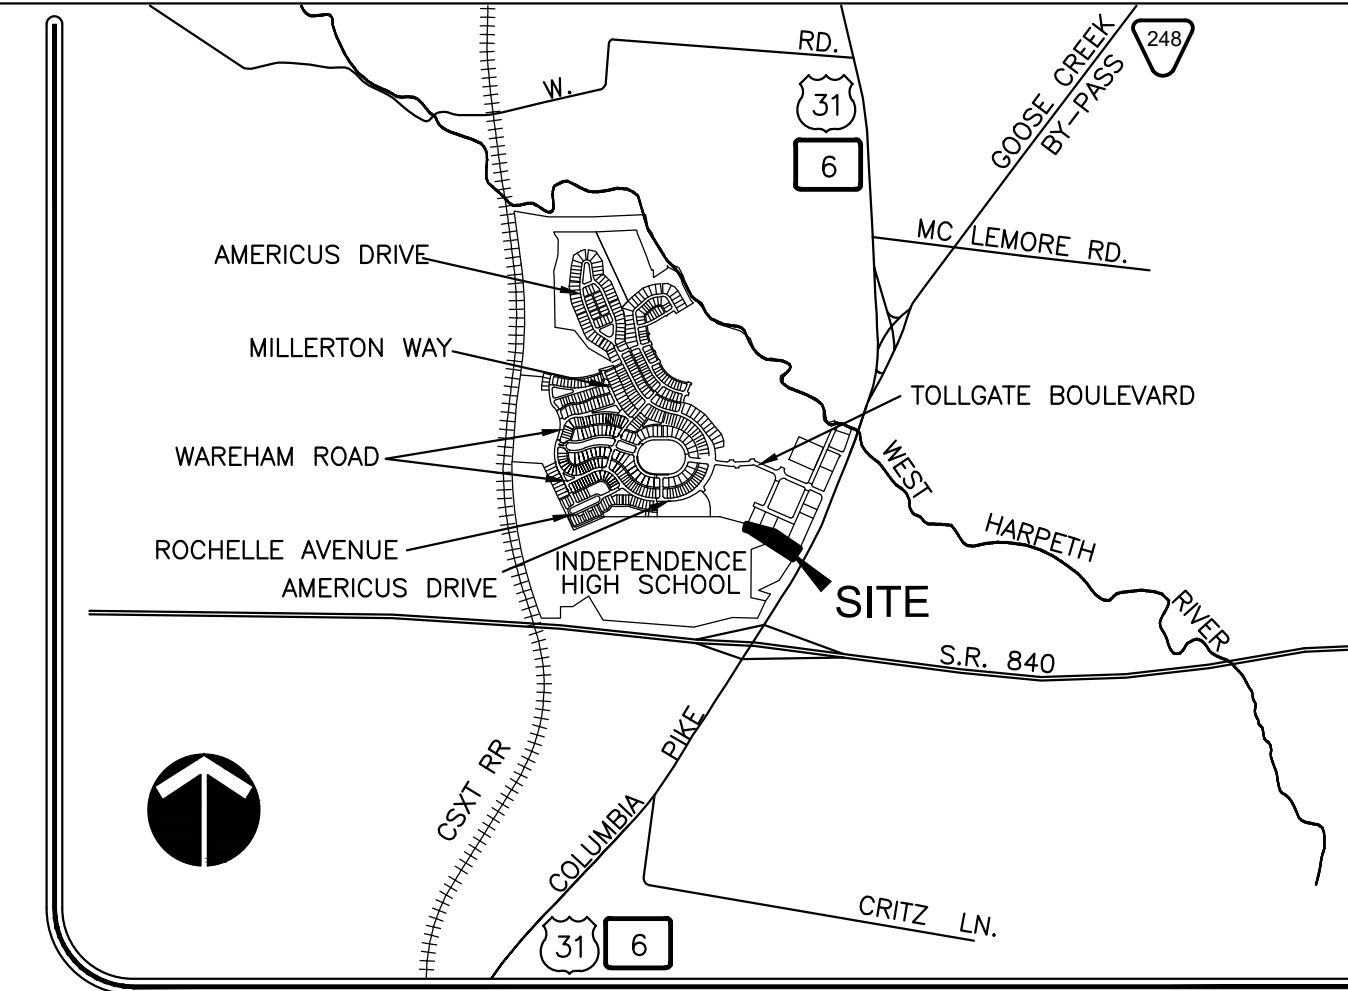 RD.
248
GOOSE CREEK
BY-PASS
W.
31
6
MC LEMORE RD.
AMERICUS DRIVE
MILLERTON WAY
TOLLGATE BOULEVARD
WAREHAM ROAD
WEST
HARPETH
RIVER
ROCHELLE AVENUE
INDEPENDENCE
HIGH SCHOOL
AMERICUS DRIVE
SITE
S.R. 840
CSXT RR
COLUMBIA
PIKE
CRITZ LN.
31
6